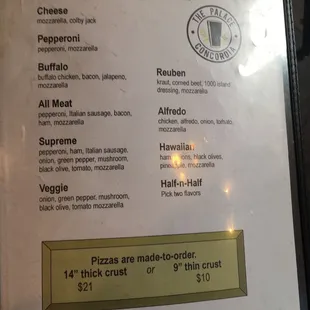 Cheese
mozzarella, colby jack
Pepperoni
pepperoni, mozzarella
Buffalo
buffalo chicken, bacon, jalapeno,
mozzarella
All Meat
pepperoni, Italian sausage, bacon,
ham, mozzarella
Supreme
pepperoni, ham, Italian sausage,
onion, green pepper, mushroom,
black olive, tomato, mozzarella
Veggie
onion, green pepper, mushroom,
black olive, tomato mozzarella
THE PALACE
CONCORDIA
Reuben
kraut, corned beef, 1000 island
dressing, mozzarella
Alfredo
chicken, alfredo, onion, tomato,
mozzarella
Hawaiian
ham, black olives,
mozzarella
Half-n-Half
Pick two flavors
Pizzas are made-to-order.
14" thick crust or 9" thin crust
$21 $10